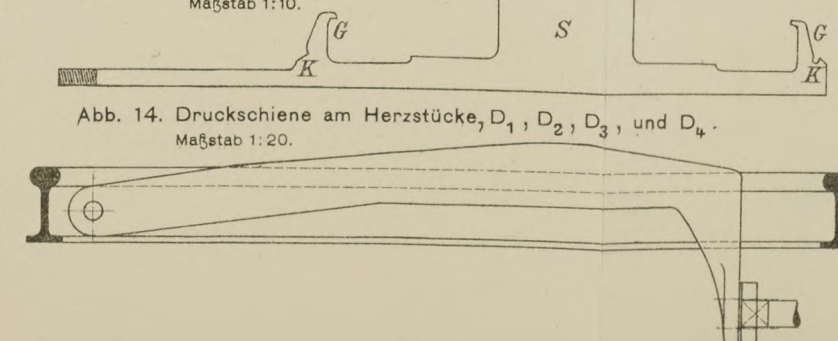 Maßstab 1:10.
G
S
G
K
K
Abb. 14. Druckschiene am Herzstücke, D₁, D₂, D₃, und D₄.
Maßstab 1:20.